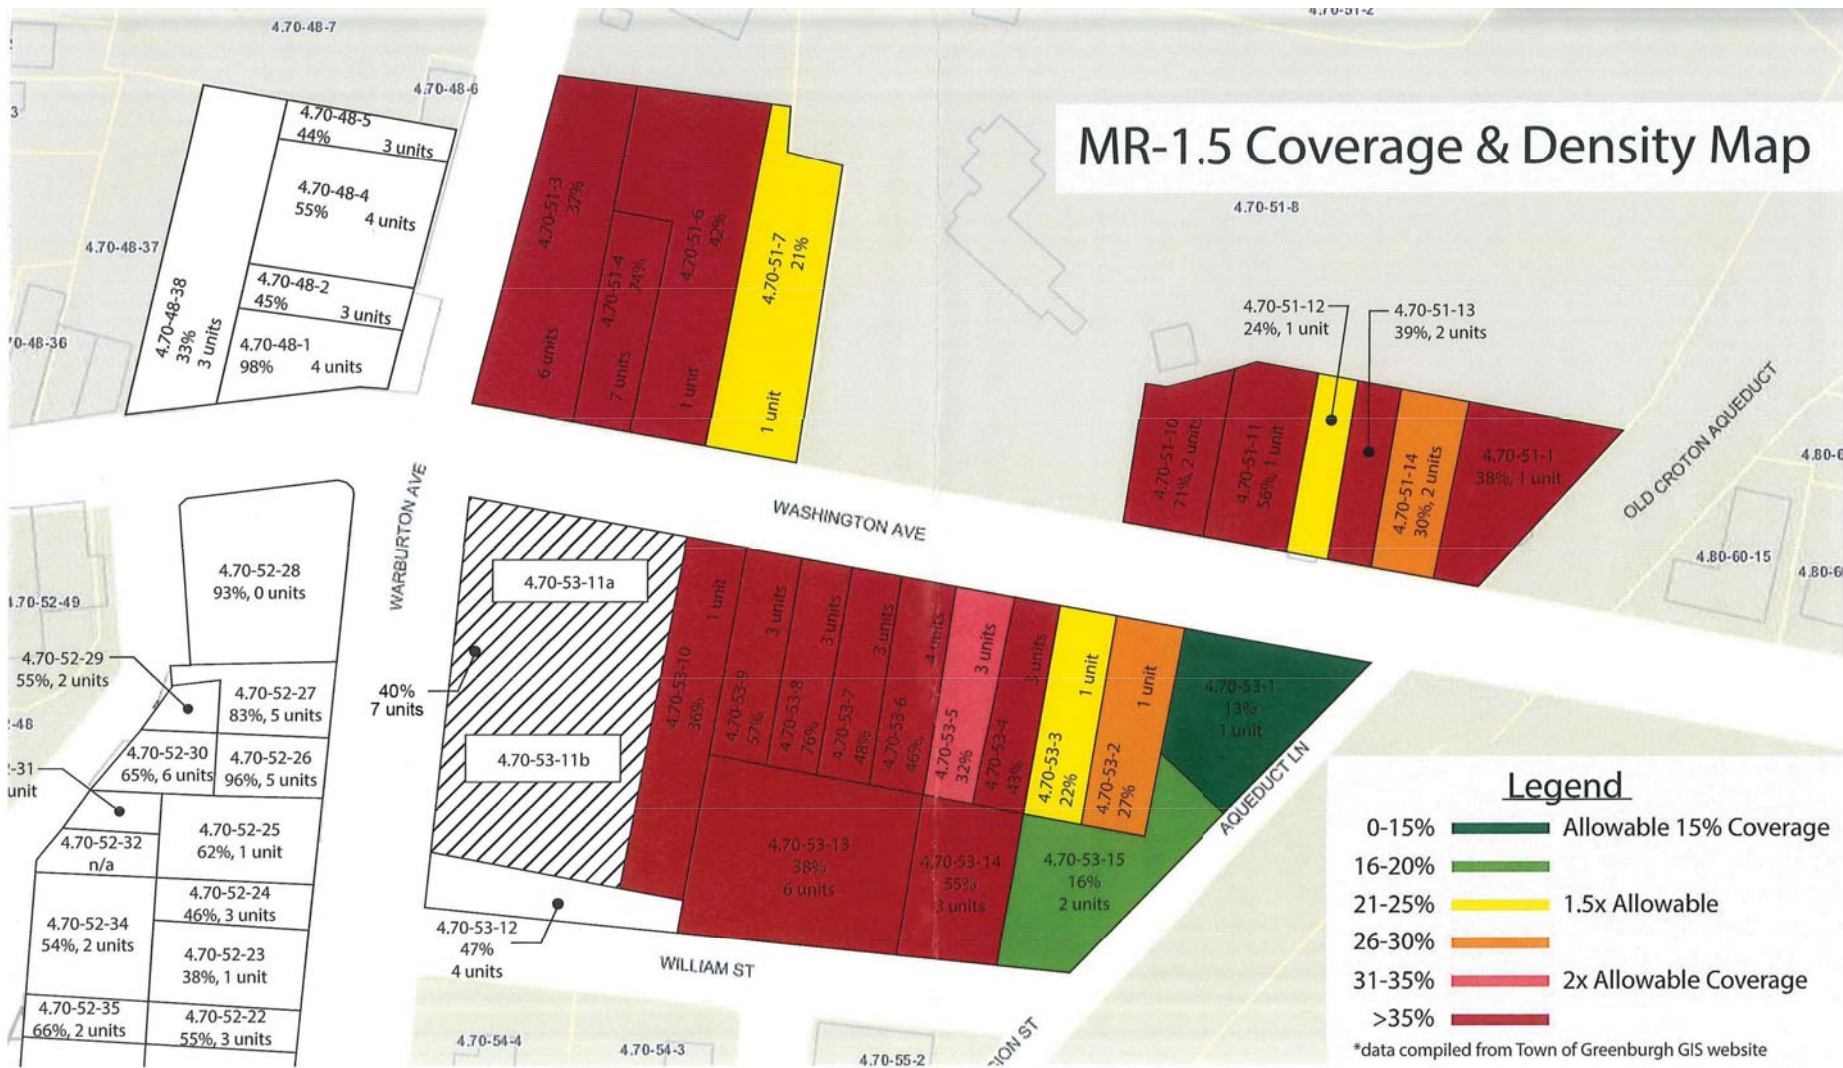 4.70-48-7
4.70-51-2
4.70-48-6
MR-1.5 Coverage & Density Map
4.70-48-5
44%
3 units
4.70-48-4
55%
4 units
4.70-48-37
4.70-48-2
45%
3 units
4.70-48-38
33%
3 units
4.70-48-1
98%
4 units
70-48-36
4.70-51-3
37%
6 units
4.70-51-4
74%
7 units
4.70-51-6
42%
1 unit
4.70-51-7
21%
1 unit
4.70-51-8
4.70-51-12
24%, 1 unit
4.70-51-13
39%, 2 units
4.70-51-10
71%, 2 units
4.70-51-11
56%, 1 unit
4.70-51-14
30%, 2 units
4.70-51-1
38%, 1 unit
OLD CROTON AQUEDUCT
4.80-60-15
WASHINGTON AVE
WARBURTON AVE
4.70-52-28
93%, 0 units
4.70-52-49
4.70-52-29
55%, 2 units
4.70-52-27
83%, 5 units
4.70-52-30
65%, 6 units
4.70-52-26
96%, 5 units
2-48
2-31
unit
4.70-52-25
62%, 1 unit
4.70-52-32
n/a
4.70-52-24
46%, 3 units
4.70-52-34
54%, 2 units
4.70-52-23
38%, 1 unit
4.70-52-35
66%, 2 units
4.70-52-22
55%, 3 units
4.70-53-11a
40%
7 units
4.70-53-11b
4.70-53-12
47%
4 units
4.70-53-10
36%
1 unit
4.70-53-9
57%
3 units
4.70-53-8
76%
3 units
4.70-53-7
48%
3 units
4.70-53-6
46%,
4 units
4.70-53-5
32%
3 units
4.70-53-4
43%
3 units
4.70-53-3
22%
1 unit
4.70-53-2
27%
1 unit
4.70-53-1
13%
1 unit
4.70-53-13
38%
6 units
4.70-53-14
55%
3 units
4.70-53-15
16%
2 units
AQUEDUCT LN
WILLIAM ST
4.70-54-4
4.70-54-3
4.70-55-2
ION ST
Legend
0-15% Allowable 15% Coverage
16-20%
21-25% 1.5x Allowable
26-30%
31-35% 2x Allowable Coverage
>35%
*data compiled from Town of Greenburgh GIS website